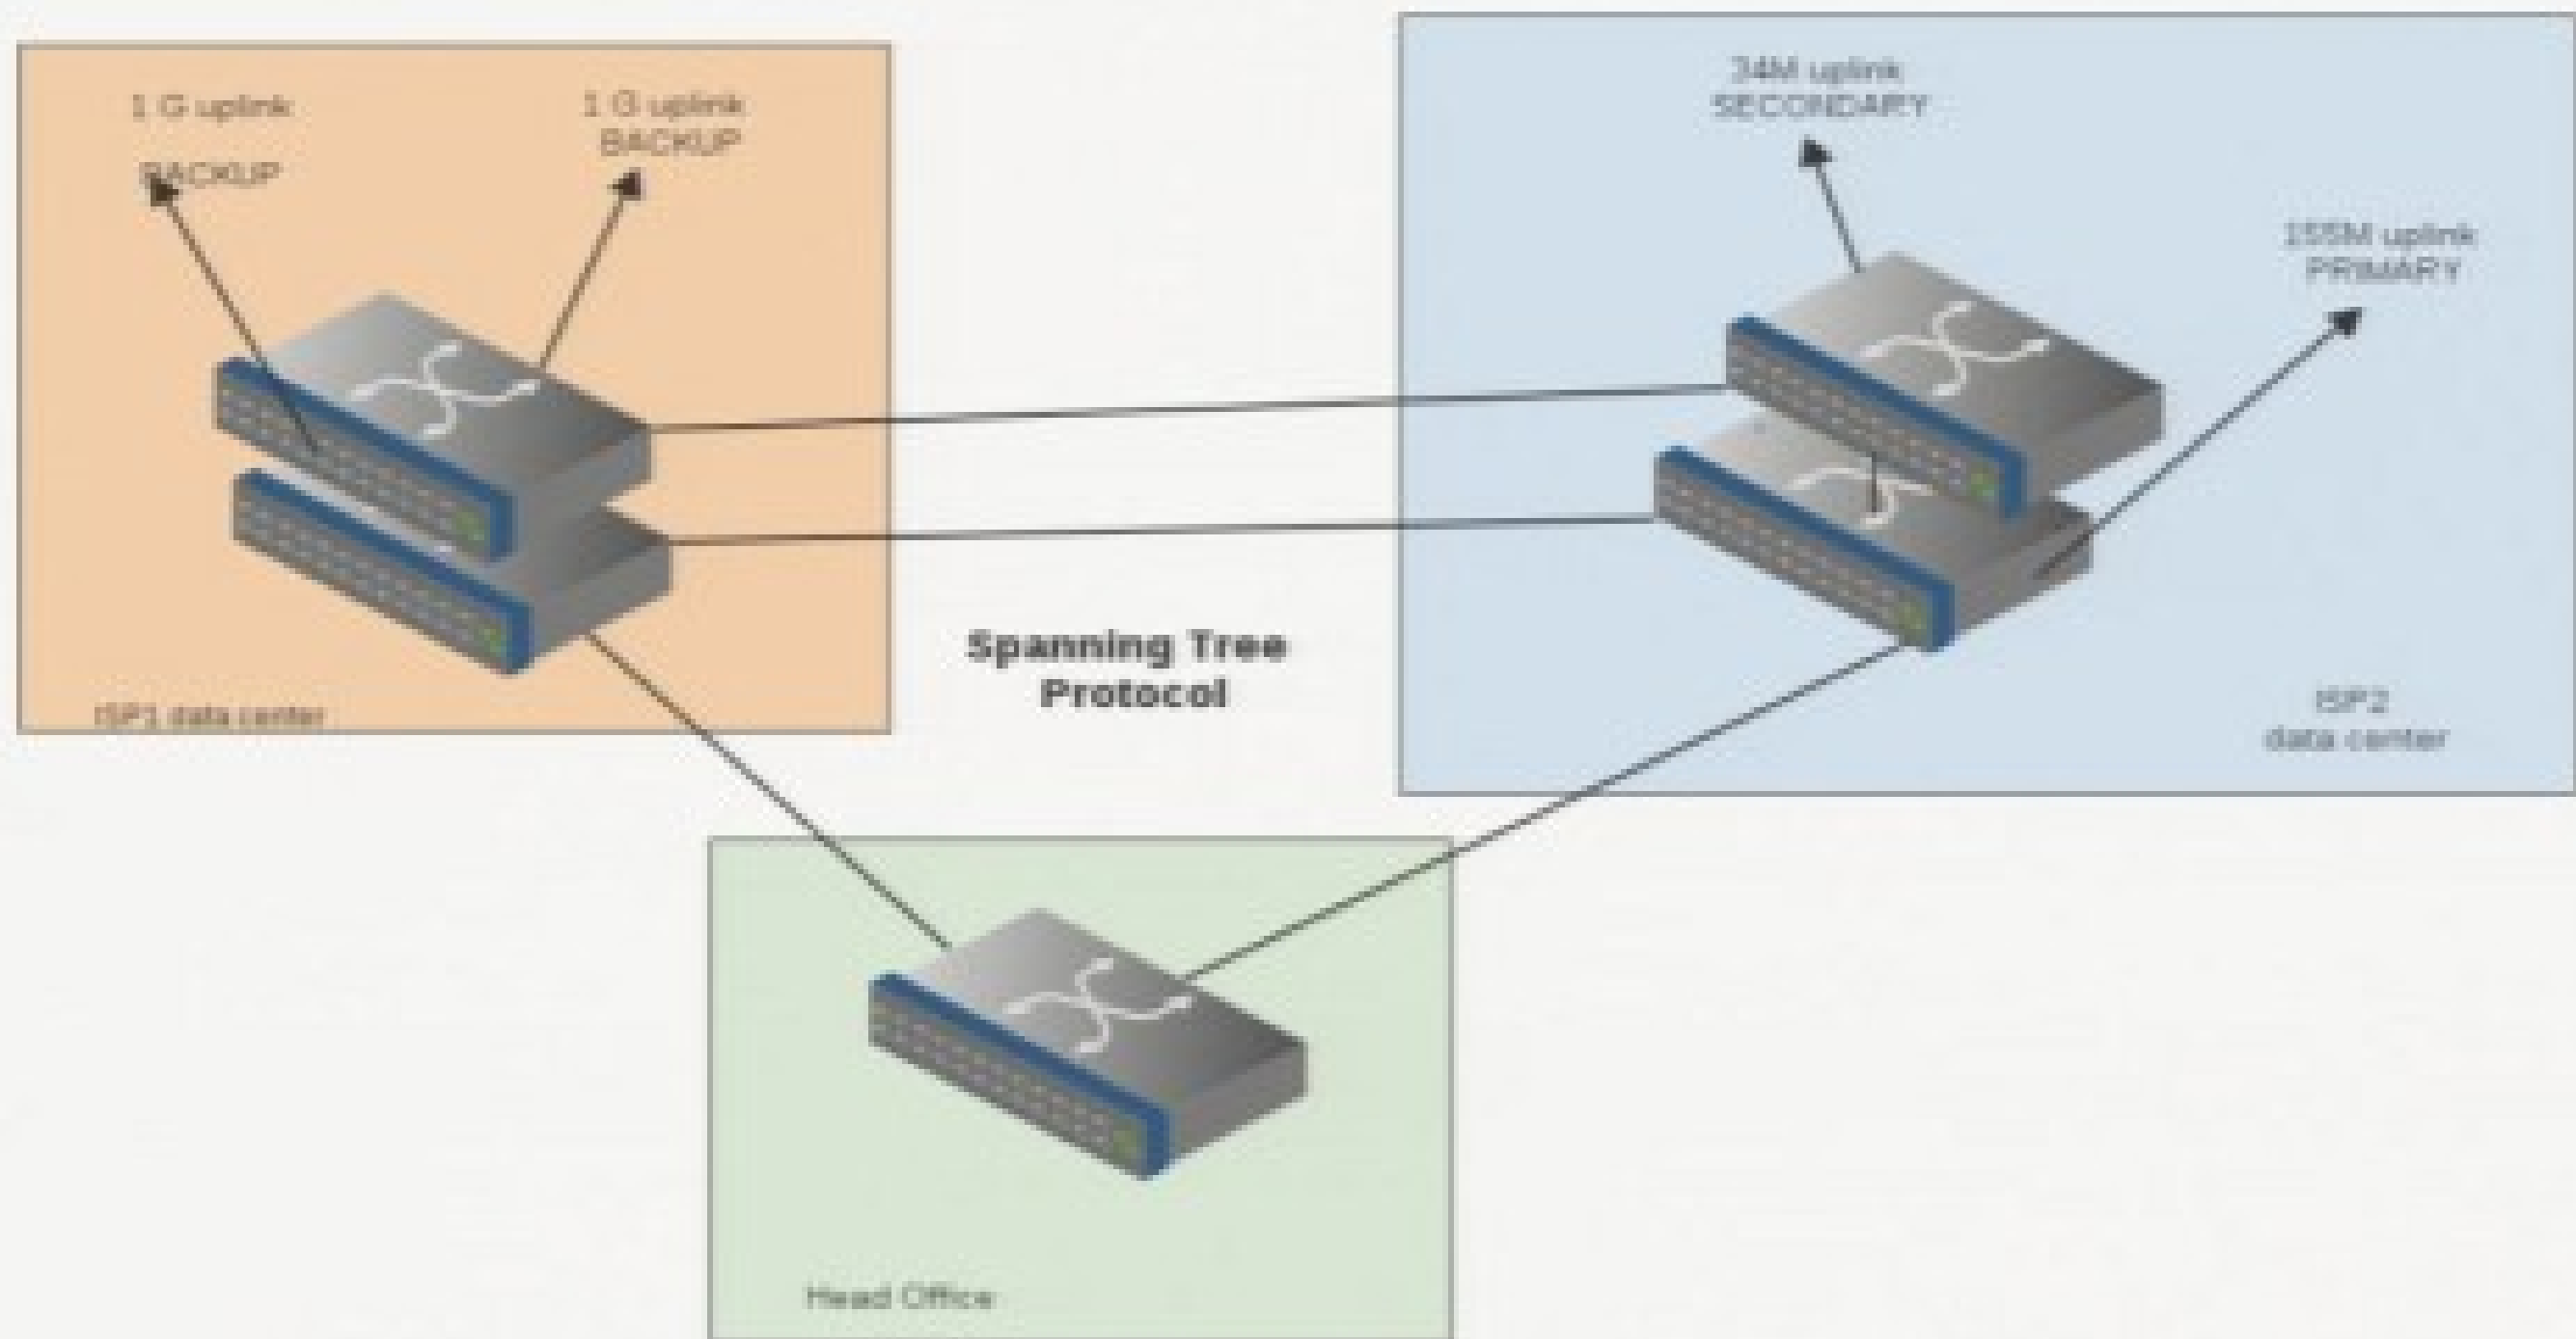 1 G uplink
BACKUP
1 G uplink
BACKUP
34M uplink
SECONDARY
155M uplink
PRIMARY
Spanning Tree
Protocol
ISP1 data center
ISP2
data center
Head Office